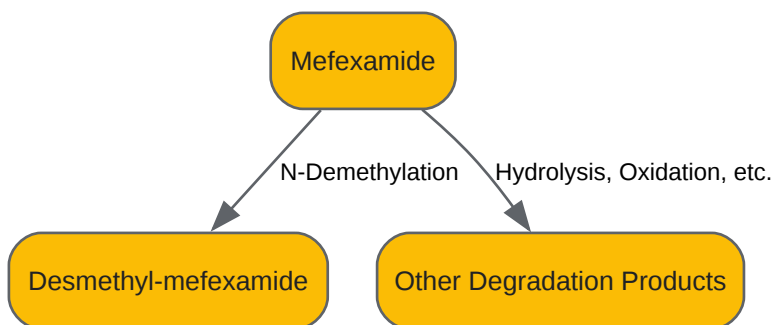 Mefexamide
N-Demethylation
Hydrolysis, Oxidation, etc.
Desmethyl-mefexamide
Other Degradation Products